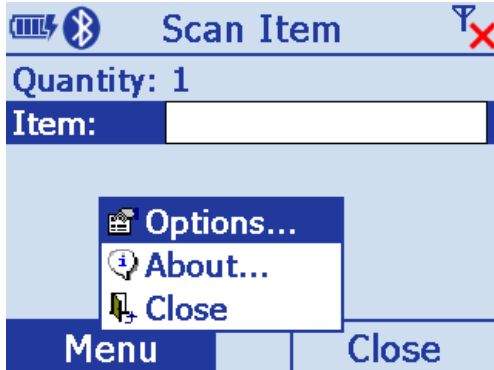 Scan Item
Quantity: 1
Item:
Options...
About...
Close
Menu Close